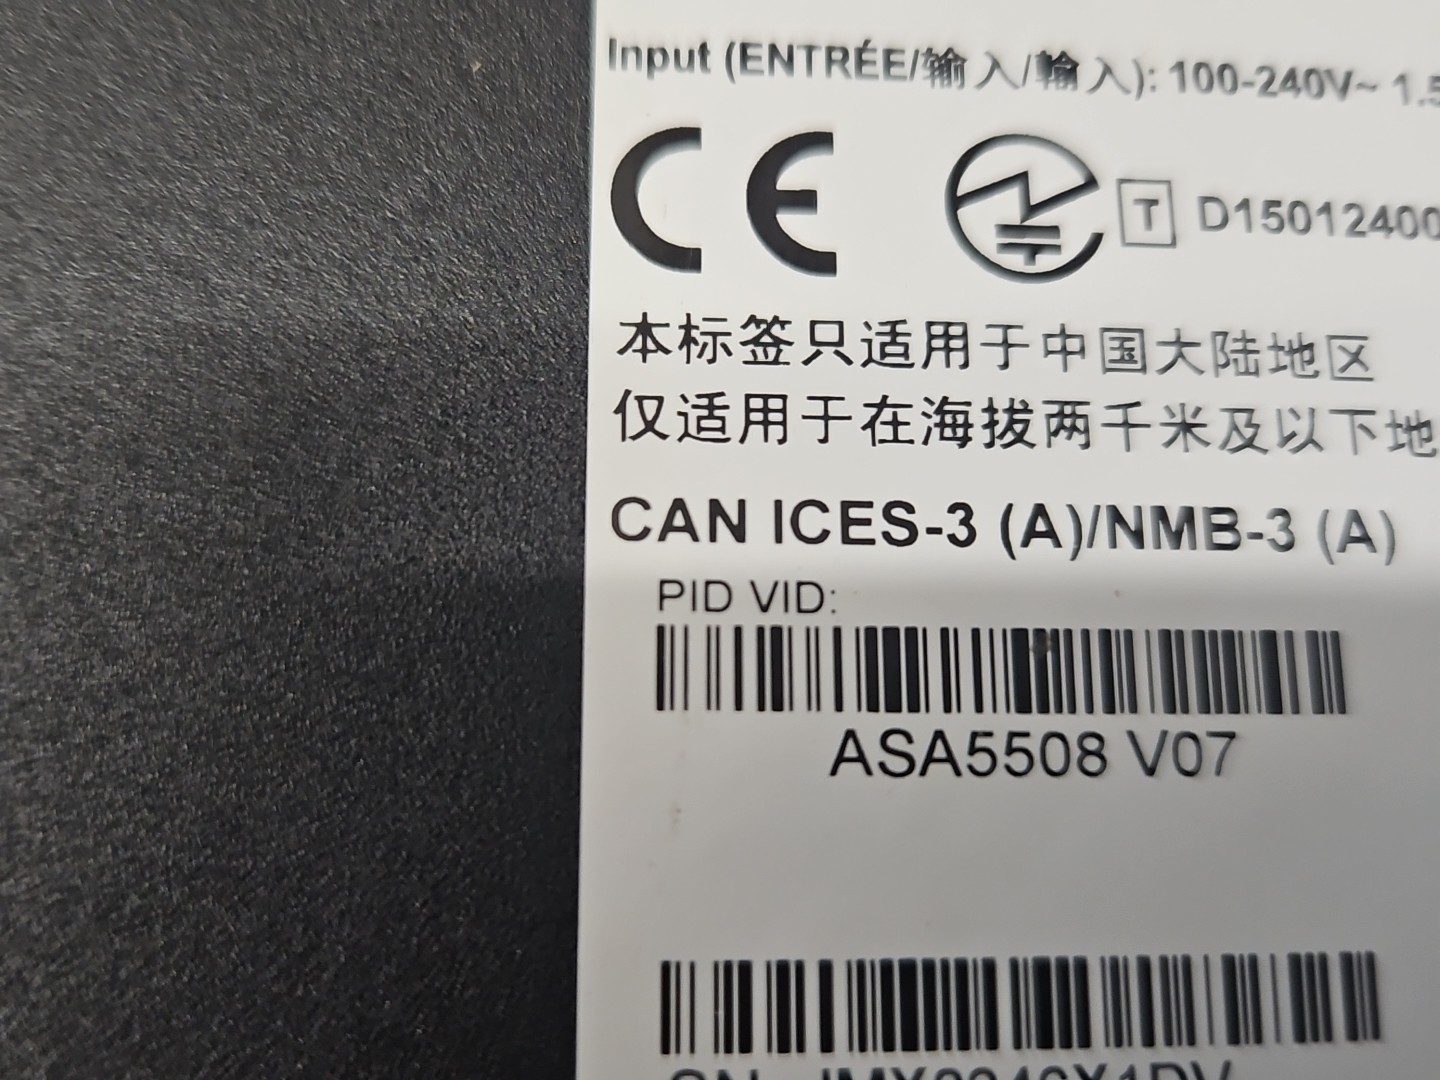 Input (ENTRÉE/输入/輸入): 100-240V~ 1.5
CE
T D15012400
本标签只适用于中国大陆地区
仅适用于在海拔两千米及以下地
CAN ICES-3 (A)/NMB-3 (A)
PID VID:
ASA5508 V07